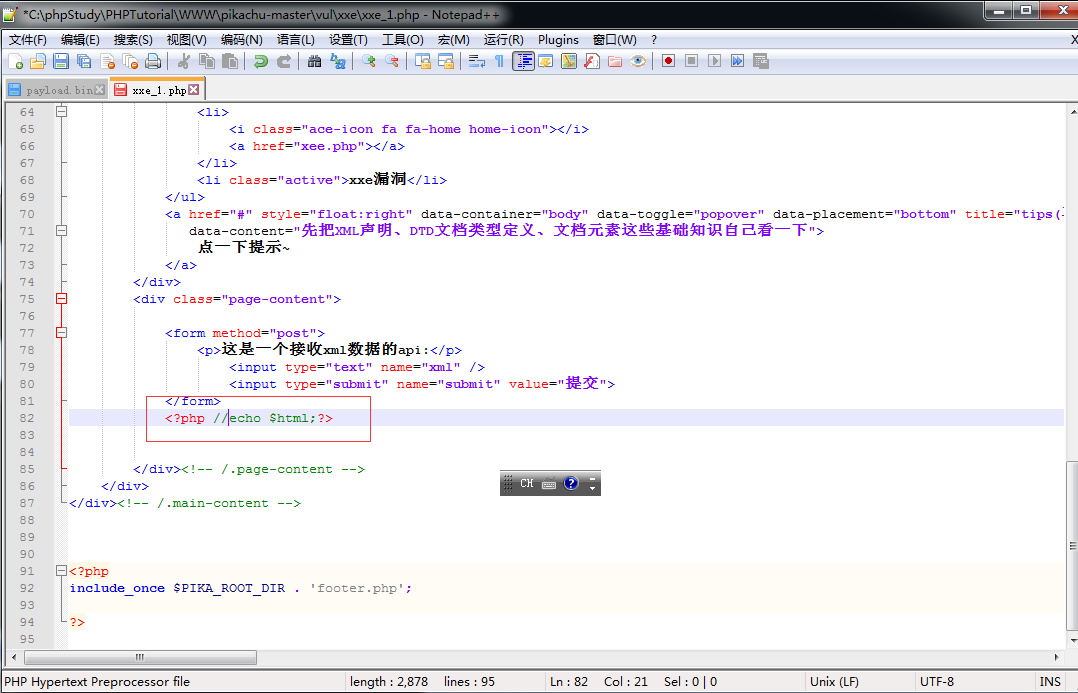 *C:\phpStudy\PHPTutorial\WWW\pikachu-master\vul\xxe\xxe_1.php - Notepad++
文件(F) 编辑(E) 搜索(S) 视图(V) 编码(N) 语言(L) 设置(T) 工具(O) 宏(M) 运行(R) Plugins 窗口(W) ? X
payload.bin xxe_1.php
64 <li>
65 <i class="ace-icon fa fa-home home-icon"></i>
66 <a href="xee.php"></a>
67 </li>
68 <li class="active">xxe漏洞</li>
69 </ul>
70 <a href="#" style="float:right" data-container="body" data-toggle="popover" data-placement="bottom" title="tips(
71 data-content="先把XML声明、DTD文档类型定义、文档元素这些基础知识自己看一下">
72 点一下提示~
73 </a>
74 </div>
75 <div class="page-content">
76
77 <form method="post">
78 <p>这是一个接收xml数据的api:</p>
79 <input type="text" name="xml" />
80 <input type="submit" name="submit" value="提交">
81 </form>
82 <?php //echo $html;?>
83
84
85 </div><!-- /.page-content -->
86 </div>
87 </div><!-- /.main-content -->
88
89
90
91 <?php
92 include_once $PIKA_ROOT_DIR . 'footer.php';
93
94 ?>
95
CH ?
PHP Hypertext Preprocessor file length : 2,878 lines : 95 Ln : 82 Col : 21 Sel : 0 | 0 Unix (LF) UTF-8 INS